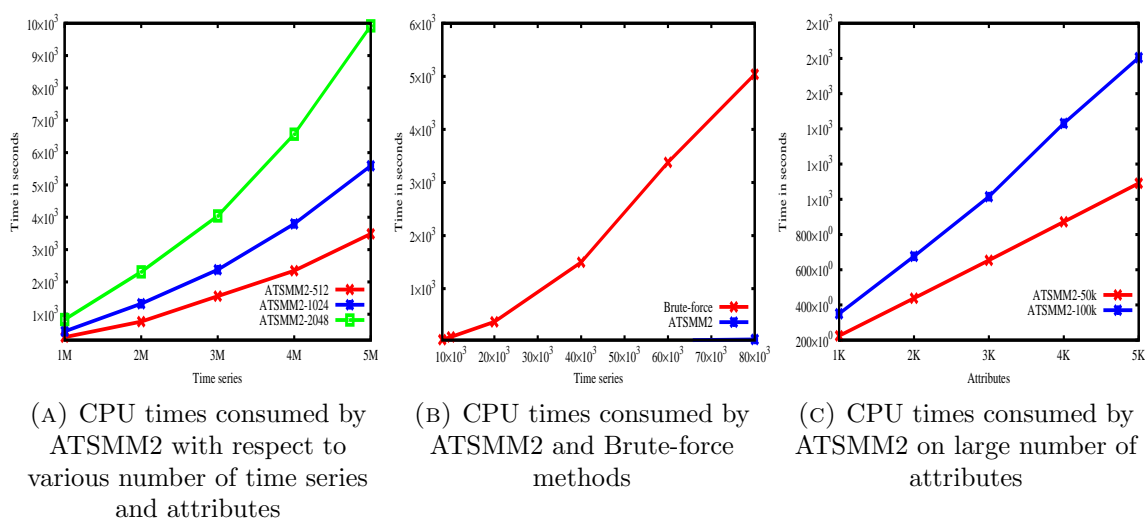 10×10³
9×10³
8×10³
7×10³
6×10³
5×10³
4×10³
3×10³
2×10³
1×10³
Time in seconds
ATSMM2-512
ATSMM2-1024
ATSMM2-2048
1M 2M 3M 4M 5M
Time series
(A) CPU times consumed by
ATSMM2 with respect to
various number of time series
and attributes
6×10³
5×10³
4×10³
3×10³
2×10³
1×10³
Time in seconds
Brute-force
ATSMM2
10×10³ 20×10³ 30×10³ 40×10³ 50×10³ 60×10³ 70×10³ 80×10³
Time series
(B) CPU times consumed by
ATSMM2 and Brute-force
methods
2×10³
2×10³
2×10³
1×10³
1×10³
1×10³
800×10⁰
600×10⁰
400×10⁰
200×10⁰
Time in seconds
ATSMM2-50k
ATSMM2-100k
1K 2K 3K 4K 5K
Attributes
(C) CPU times consumed by
ATSMM2 on large number of
attributes